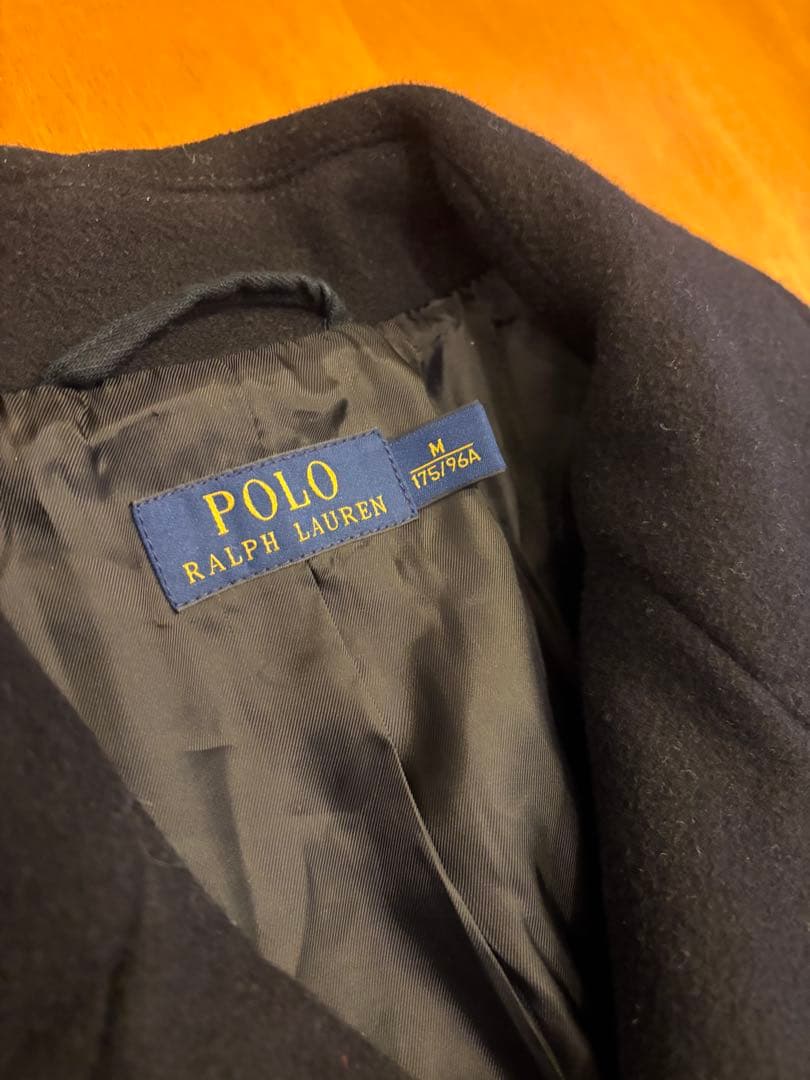 POLO
RALPH LAUREN
M
175/96A